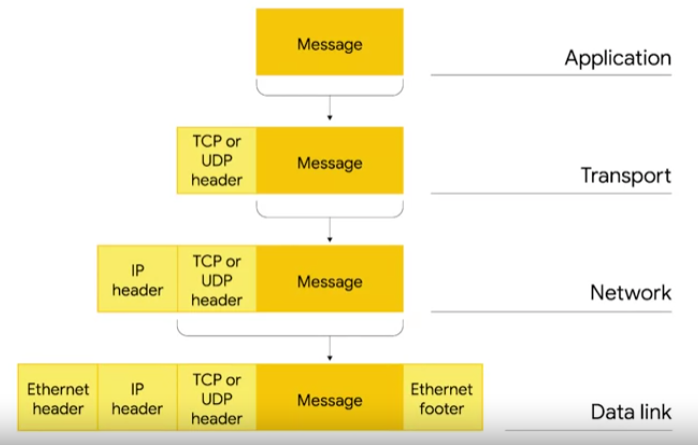 Message
Application
TCP or
UDP
header
Message
Transport
IP
header
TCP or
UDP
header
Message
Network
Ethernet
header
IP
header
TCP or
UDP
header
Message
Ethernet
footer
Data link